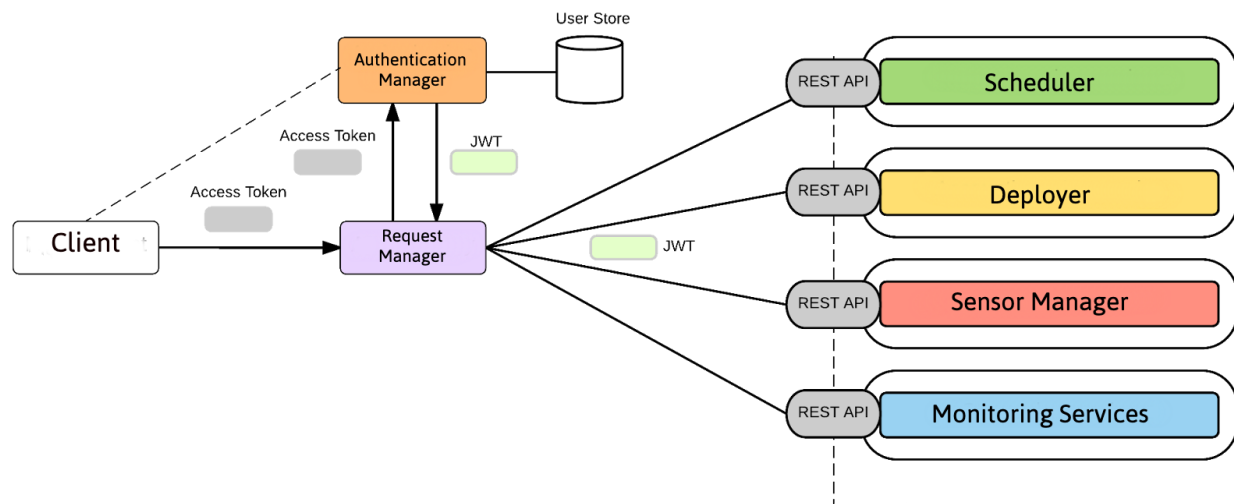 User Store
Authentication
Manager
REST API
Scheduler
Access Token
JWT
Access Token
REST API
Deployer
Client
Request
Manager
JWT
REST API
Sensor Manager
REST API
Monitoring Services